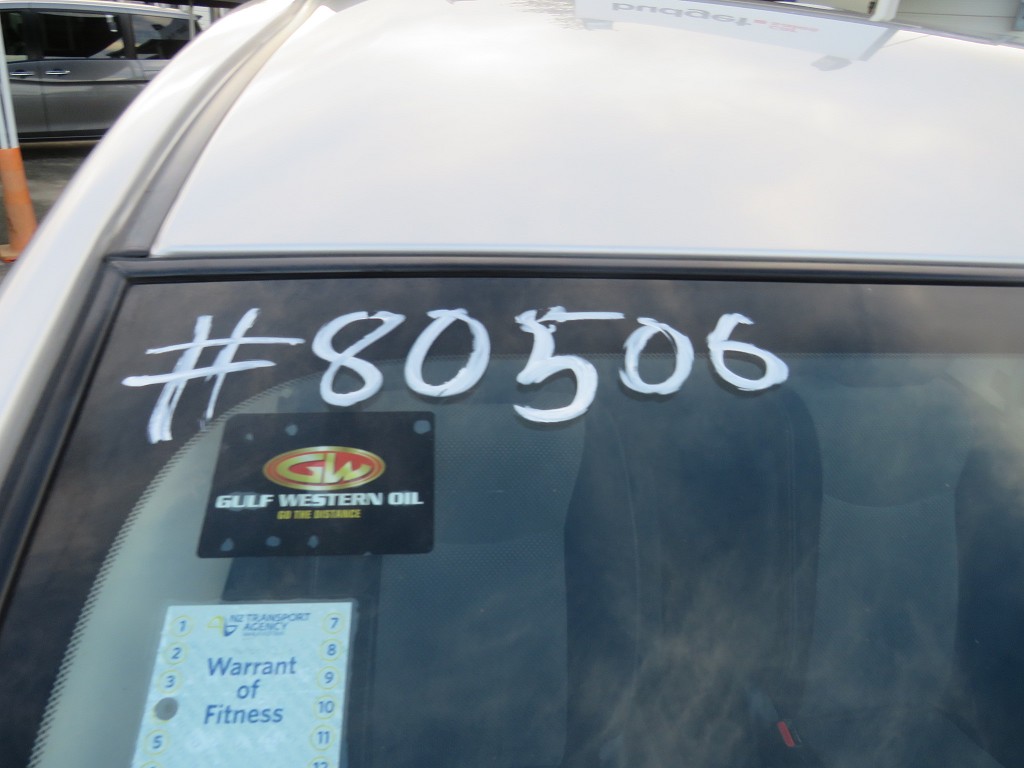 budget
#80506
GW
GULF WESTERN OIL
GO THE DISTANCE
NZ TRANSPORT
AGENCY
1
2
3
5
Warrant
of
Fitness
7
8
9
10
11
12